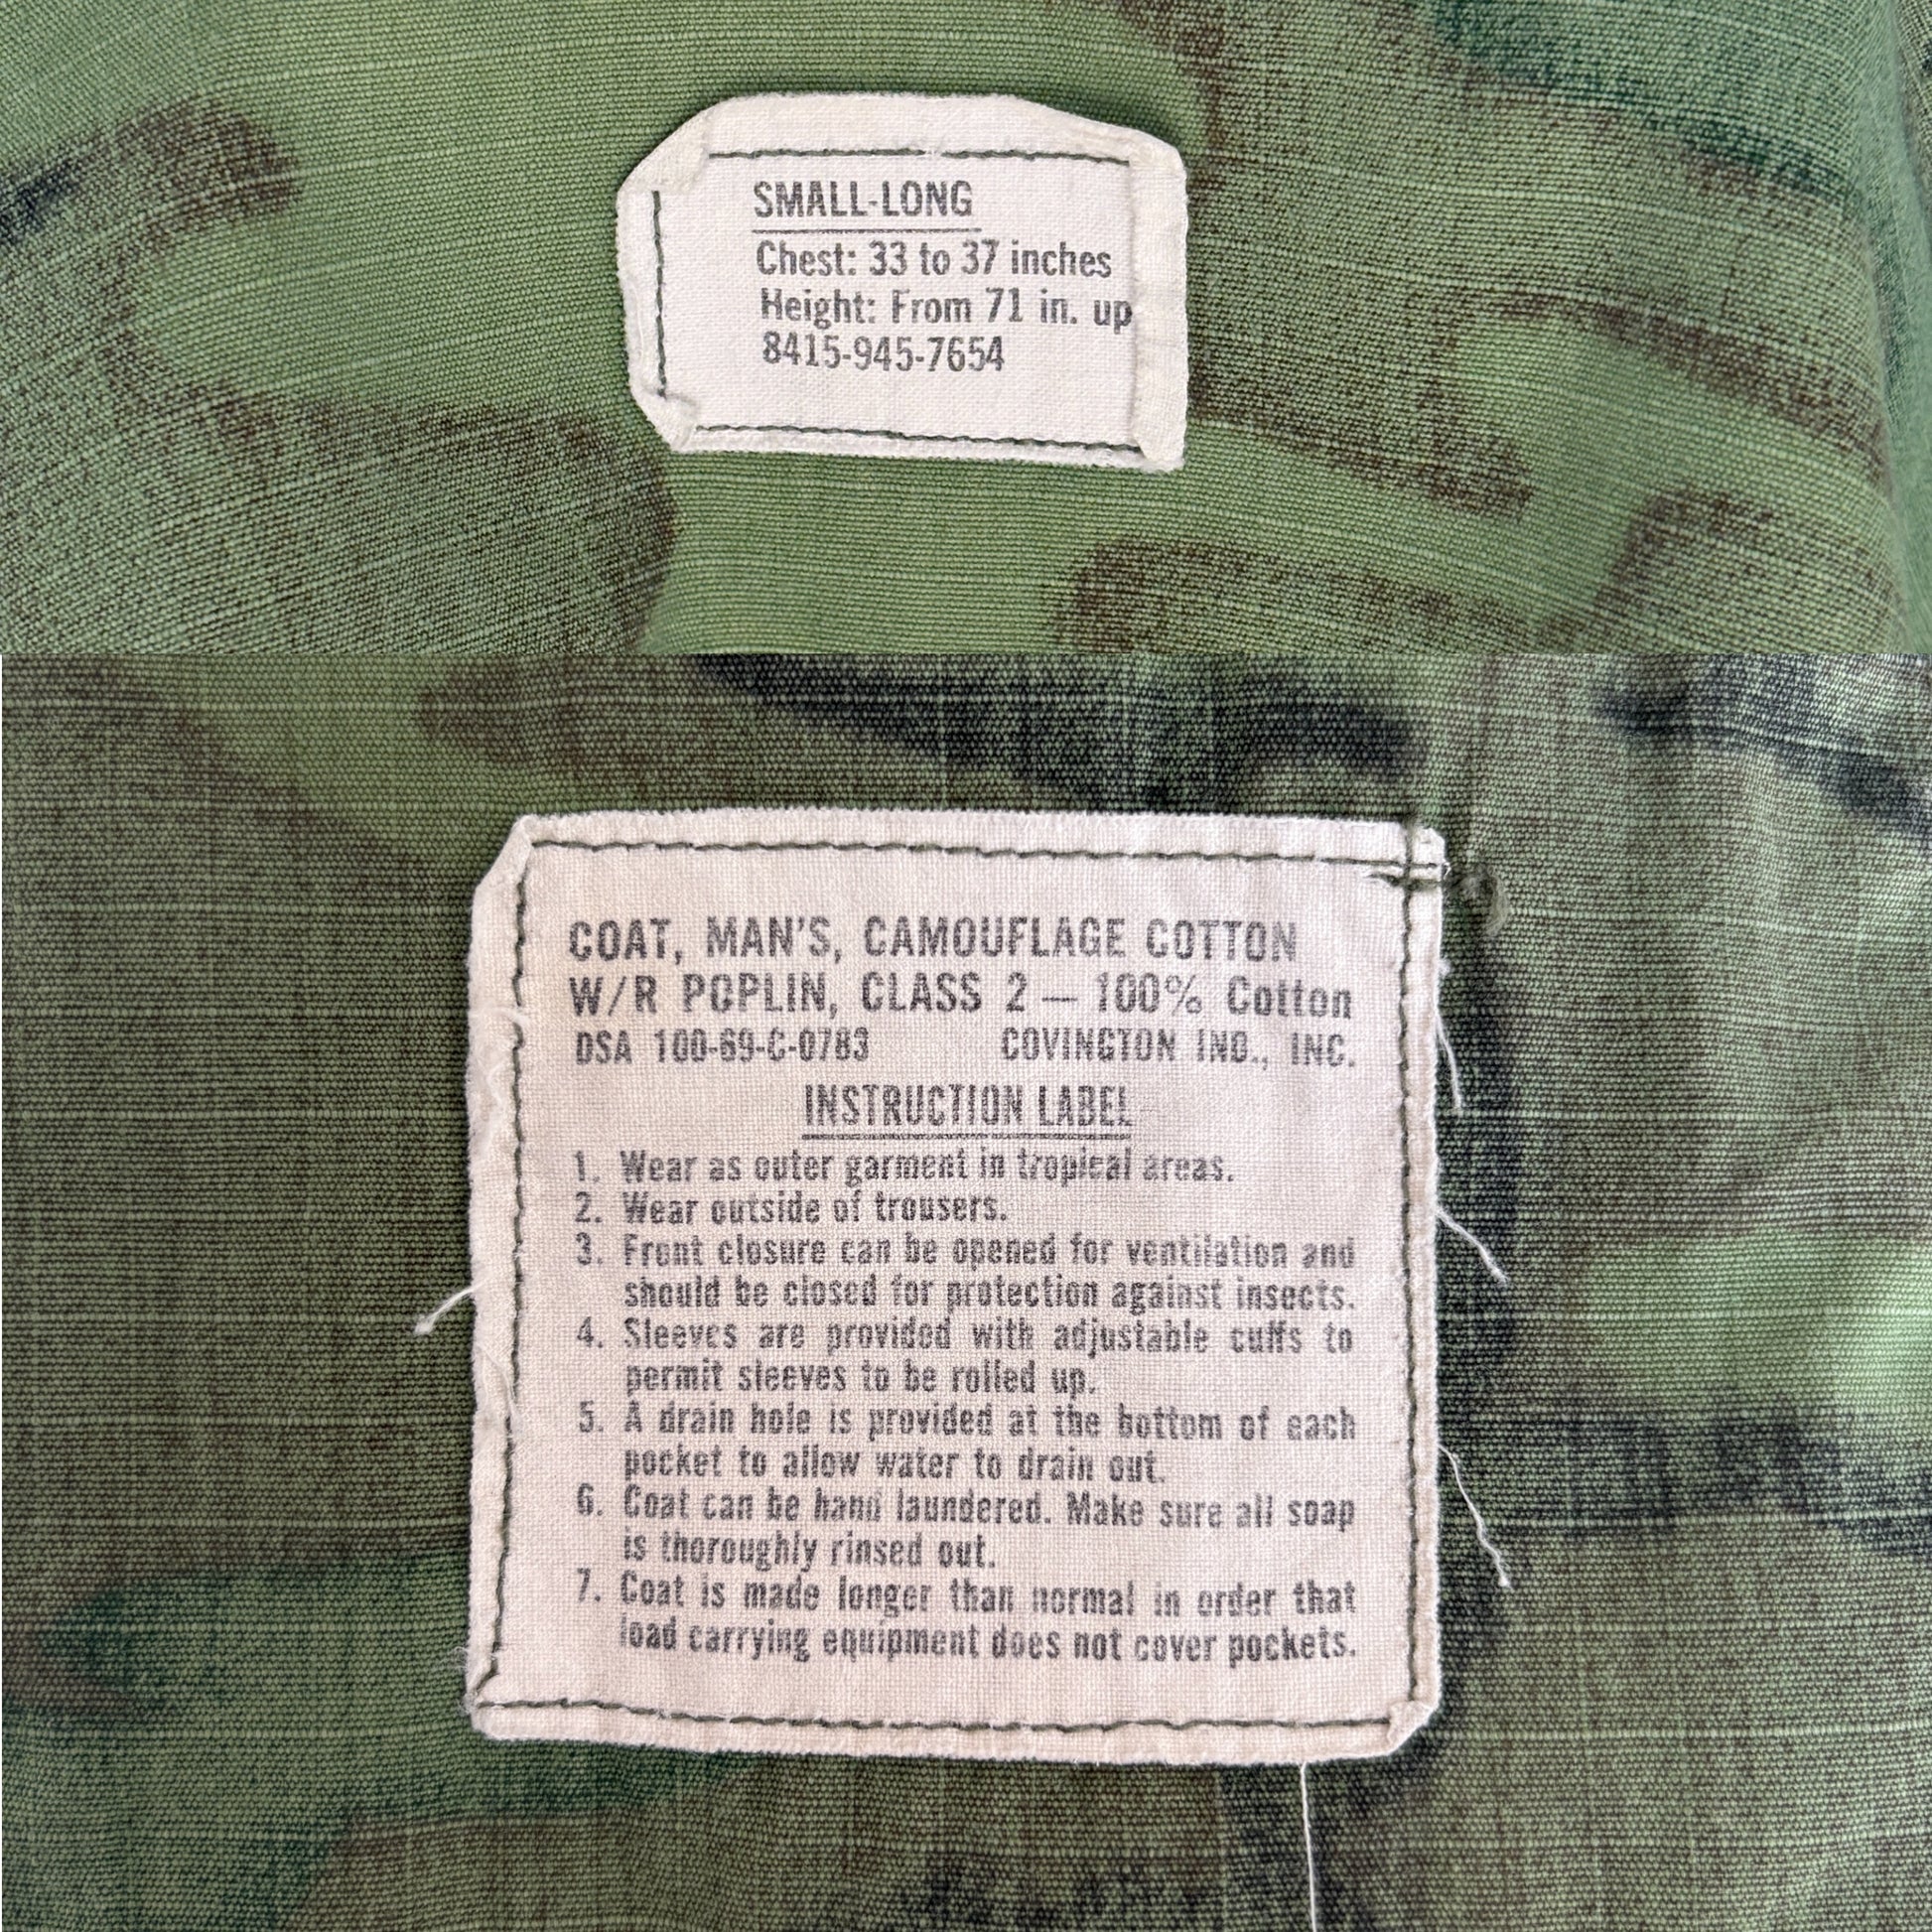 SMALL-LONG
Chest: 33 to 37 inches
Height: From 71 in. up
8415-945-7654
COAT, MAN'S, CAMOUFLAGE COTTON
W/R POPLIN, CLASS 2 — 100% Cotton
DSA 100-69-C-0783 COVINGTON IND., INC.
INSTRUCTION LABEL
1. Wear as outer garment in tropical areas.
2. Wear outside of trousers.
3. Front closure can be opened for ventilation and
should be closed for protection against insects.
4. Sleeves are provided with adjustable cuffs to
permit sleeves to be rolled up.
5. A drain hole is provided at the bottom of each
pocket to allow water to drain out.
6. Coat can be hand laundered. Make sure all soap
is thoroughly rinsed out.
7. Coat is made longer than normal in order that
load carrying equipment does not cover pockets.